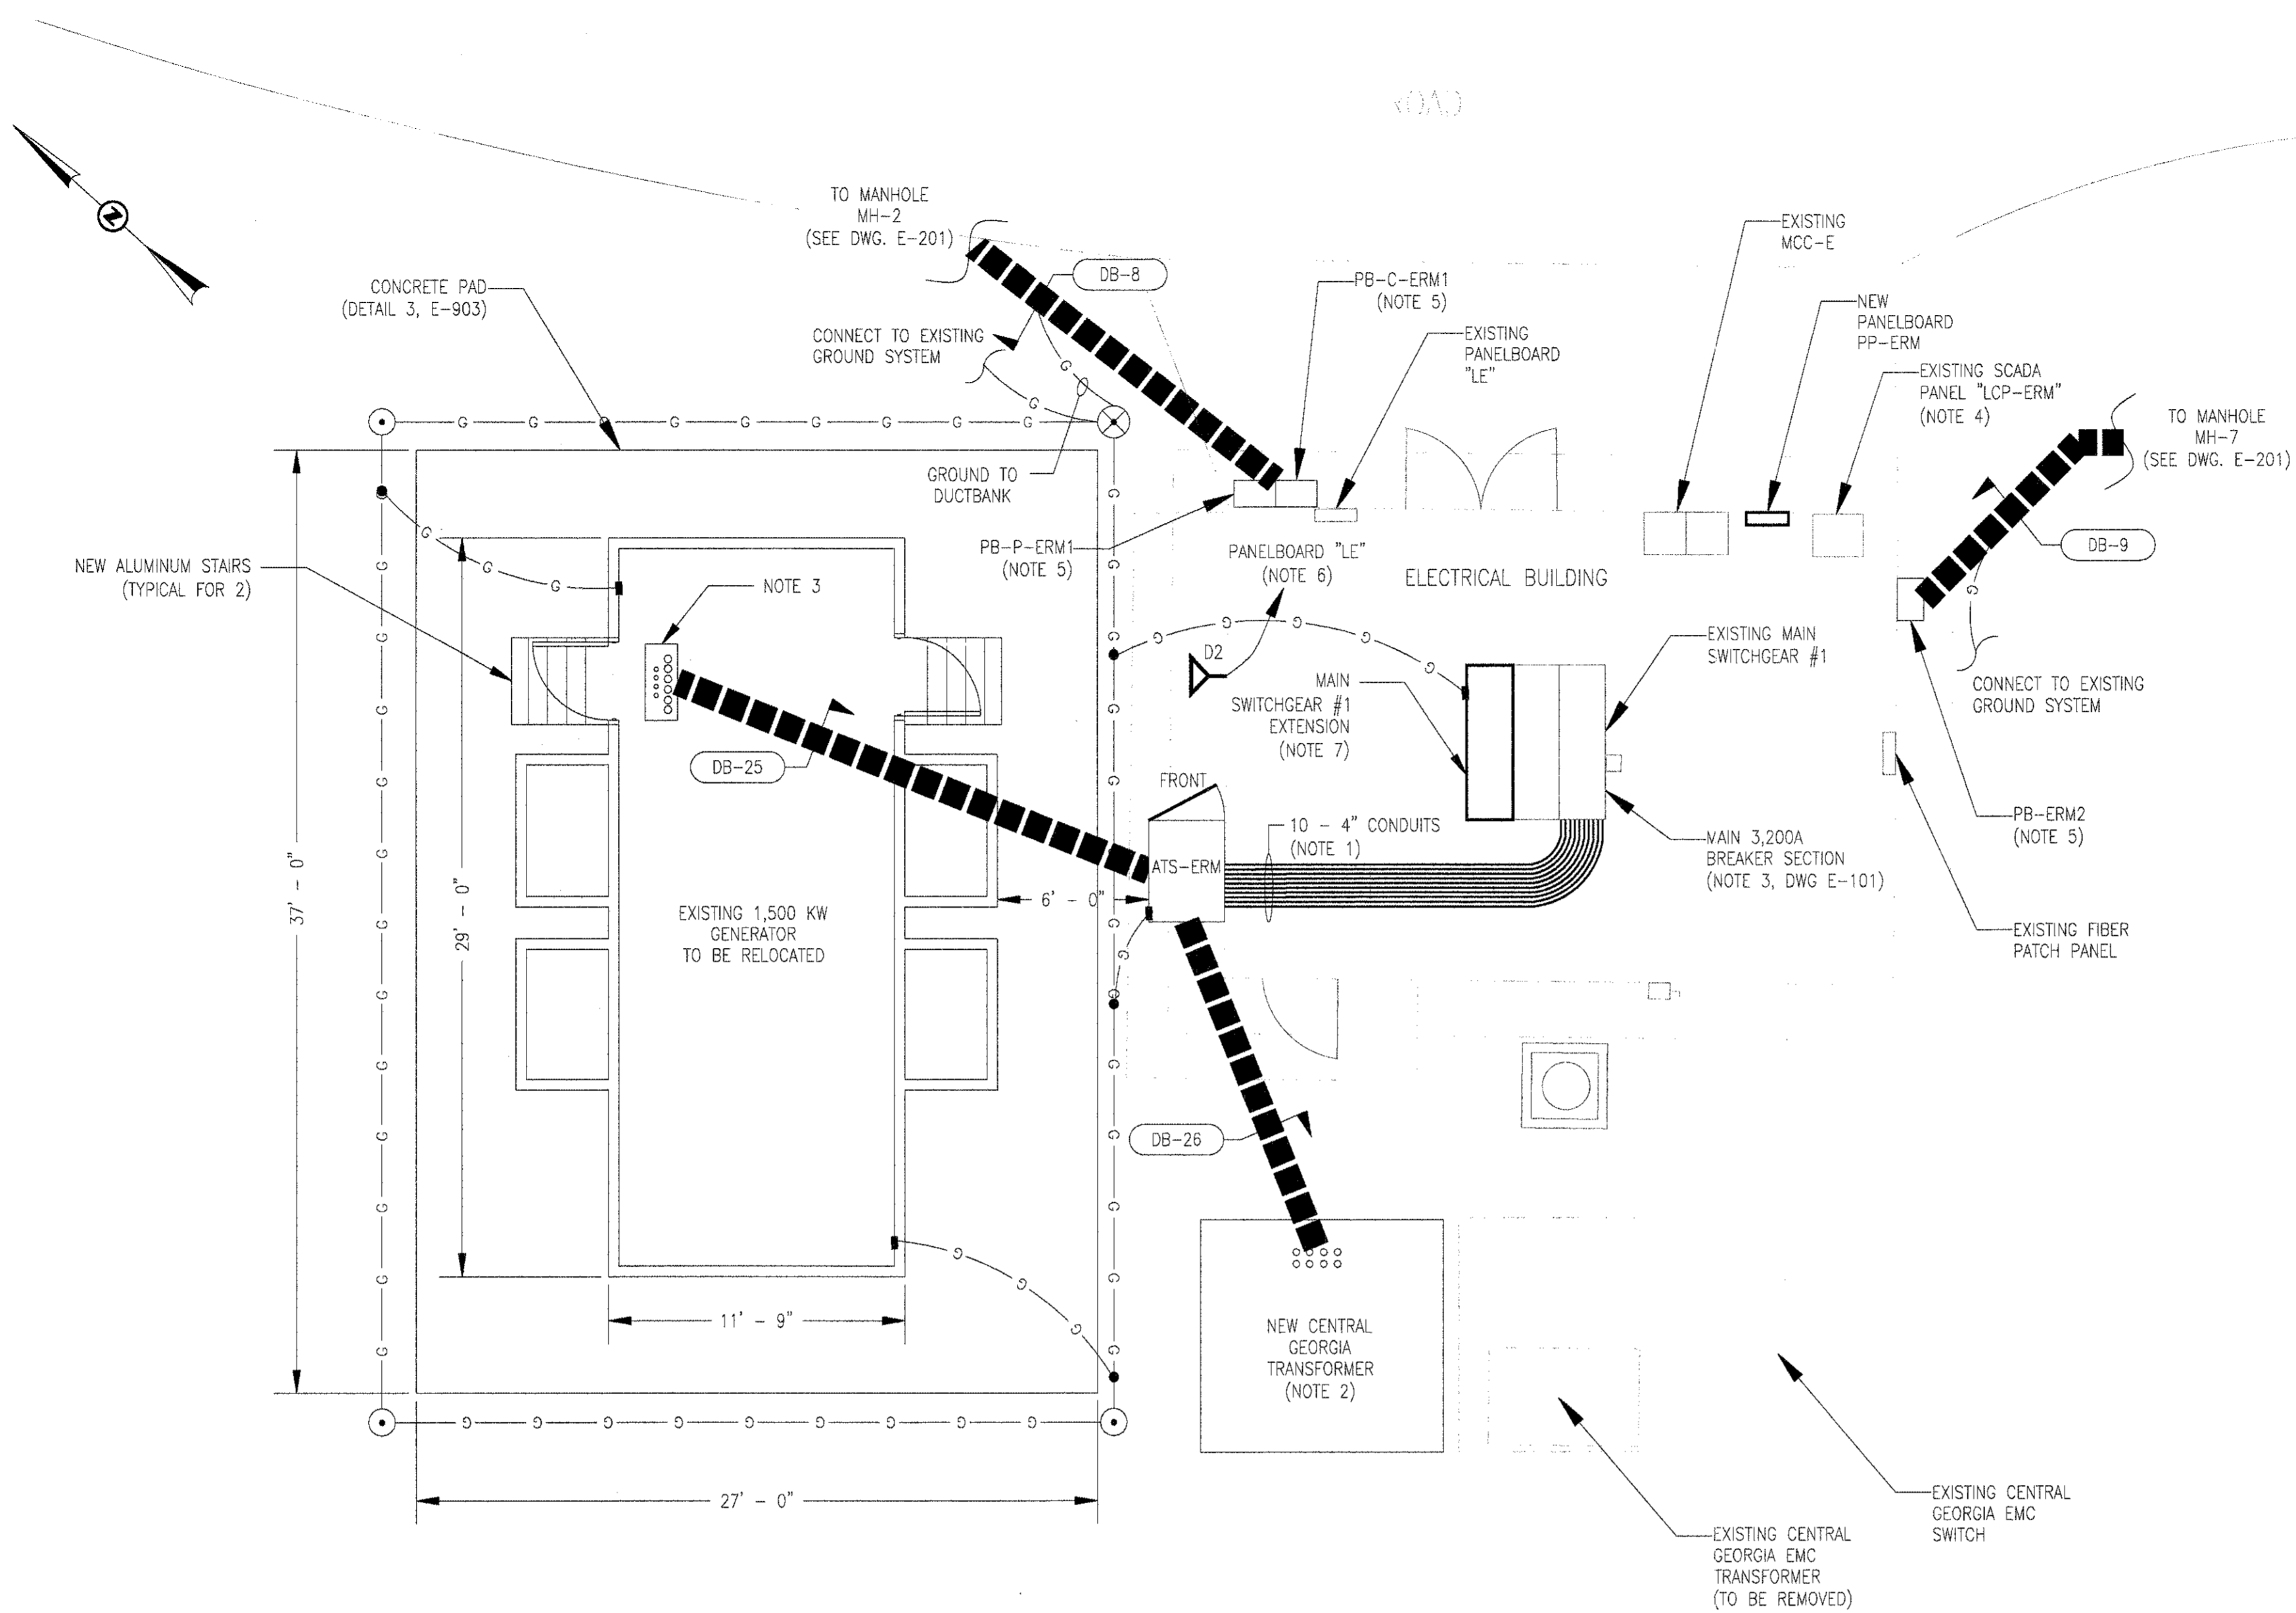 TO MANHOLE
MH-2
(SEE DWG. E-201)
DB-8
CONCRETE PAD
(DETAIL 3, E-903)
CONNECT TO EXISTING
GROUND SYSTEM
GROUND TO
DUCTBANK
PB-C-ERM1
(NOTE 5)
EXISTING
PANELBOARD
"LE"
EXISTING
MCC-E
NEW
PANELBOARD
PP-ERM
EXISTING SCADA
PANEL "LCP-ERM"
(NOTE 4)
TO MANHOLE
MH-7
(SEE DWG. E-201)
DB-9
PB-P-ERM1
(NOTE 5)
PANELBOARD "LE"
(NOTE 6)
ELECTRICAL BUILDING
NEW ALUMINUM STAIRS
(TYPICAL FOR 2)
NOTE 3
D2
MAIN
SWITCHGEAR #1
EXTENSION
(NOTE 7)
EXISTING MAIN
SWITCHGEAR #1
CONNECT TO EXISTING
GROUND SYSTEM
DB-25
FRONT
10 - 4" CONDUITS
(NOTE 1)
ATS-ERM
MAIN 3,200A
BREAKER SECTION
(NOTE 3, DWG E-101)
PB-ERM2
(NOTE 5)
EXISTING FIBER
PATCH PANEL
37' - 0"
29' - 0"
6' - 0"
EXISTING 1,500 KW
GENERATOR
TO BE RELOCATED
DB-26
11' - 9"
NEW CENTRAL
GEORGIA
TRANSFORMER
(NOTE 2)
27' - 0"
EXISTING CENTRAL
GEORGIA EMC
SWITCH
EXISTING CENTRAL
GEORGIA EMC
TRANSFORMER
(TO BE REMOVED)
N